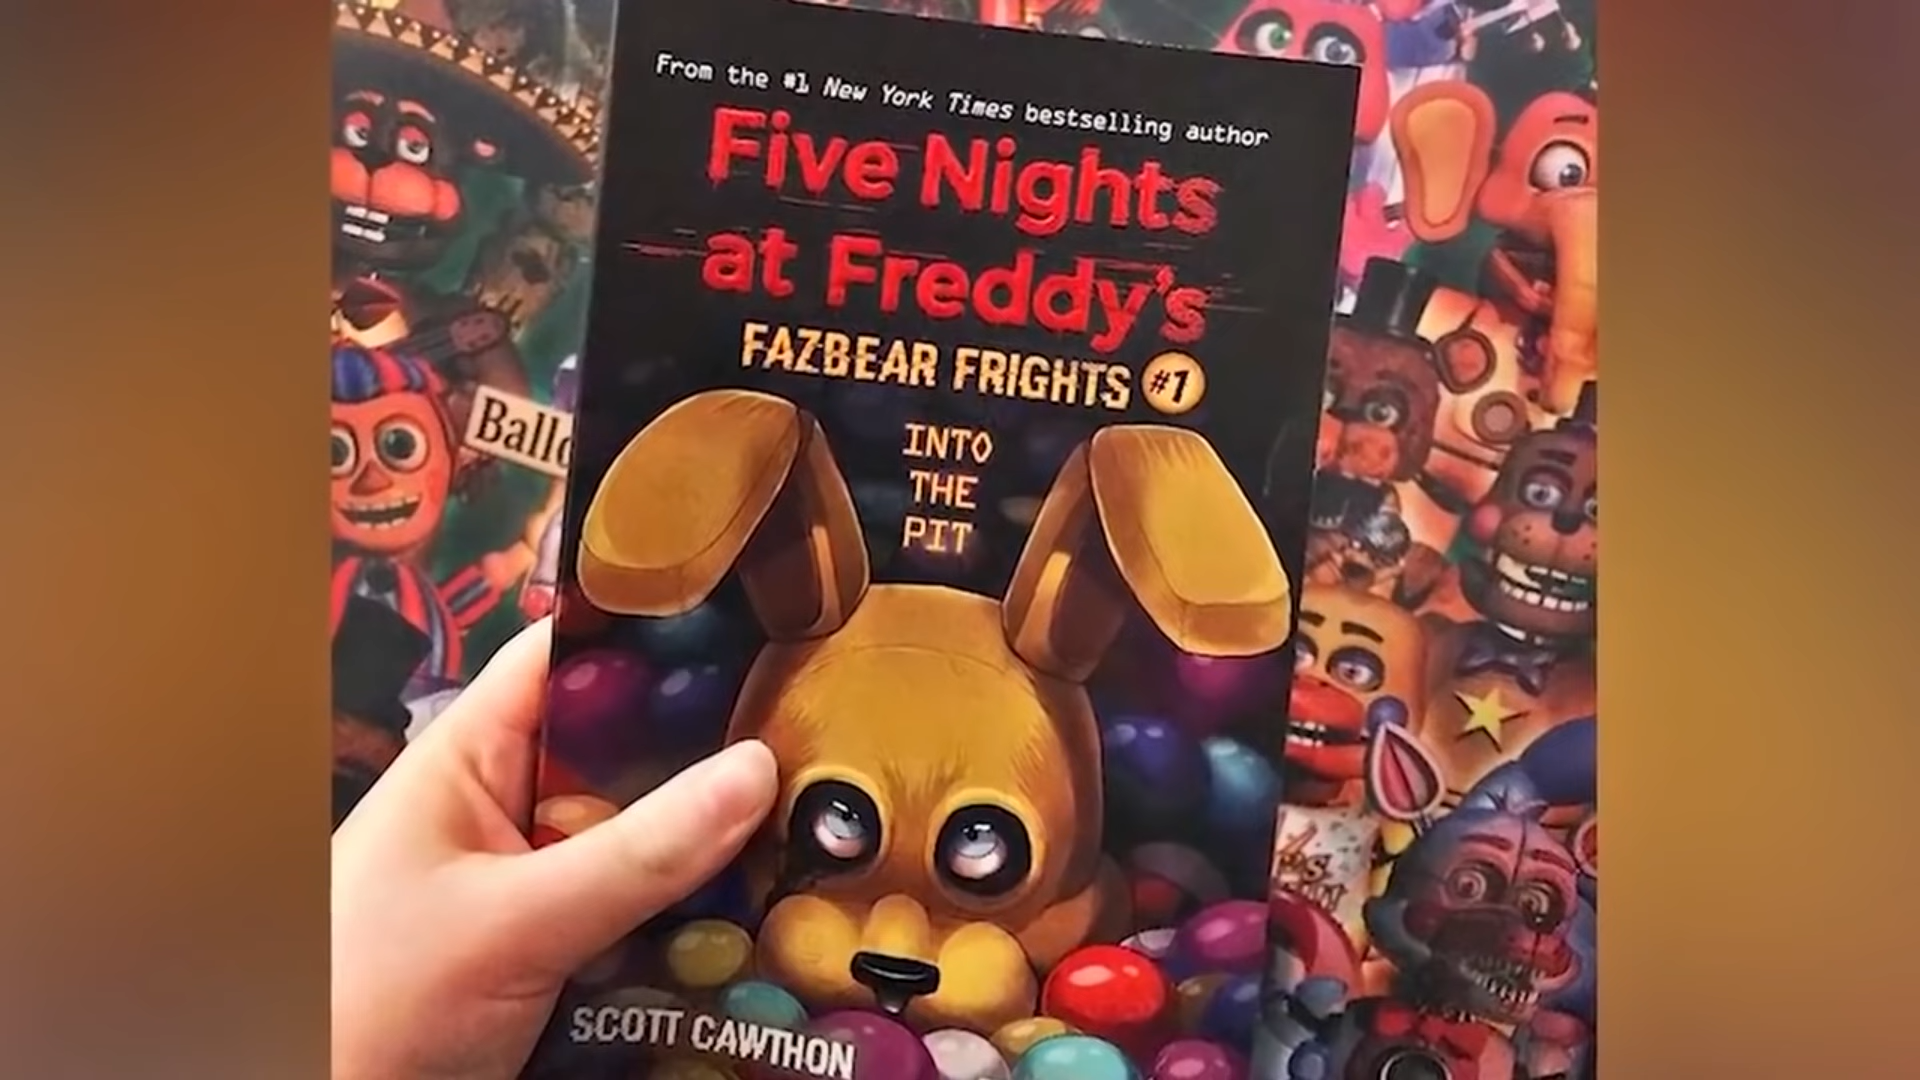 From the #1 New York Times bestselling author
Five Nights
at Freddy's
FAZBEAR FRIGHTS #1
INTO
THE
PIT
Ballo
SCOTT CAWTHON